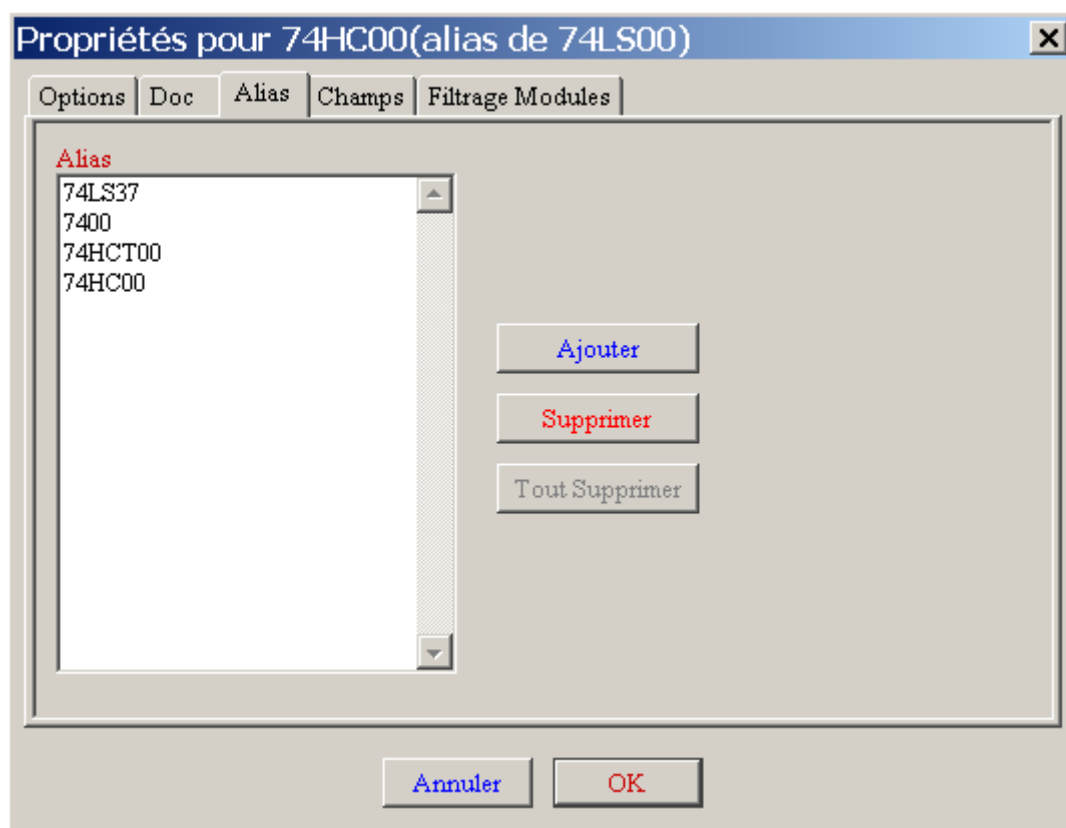 Propriétés pour 74HC00(alias de 74LS00)
Options Doc Alias Champs Filtrage Modules
Alias
74LS37
7400
74HCT00
74HC00
Ajouter
Supprimer
Tout Supprimer
Annuler OK